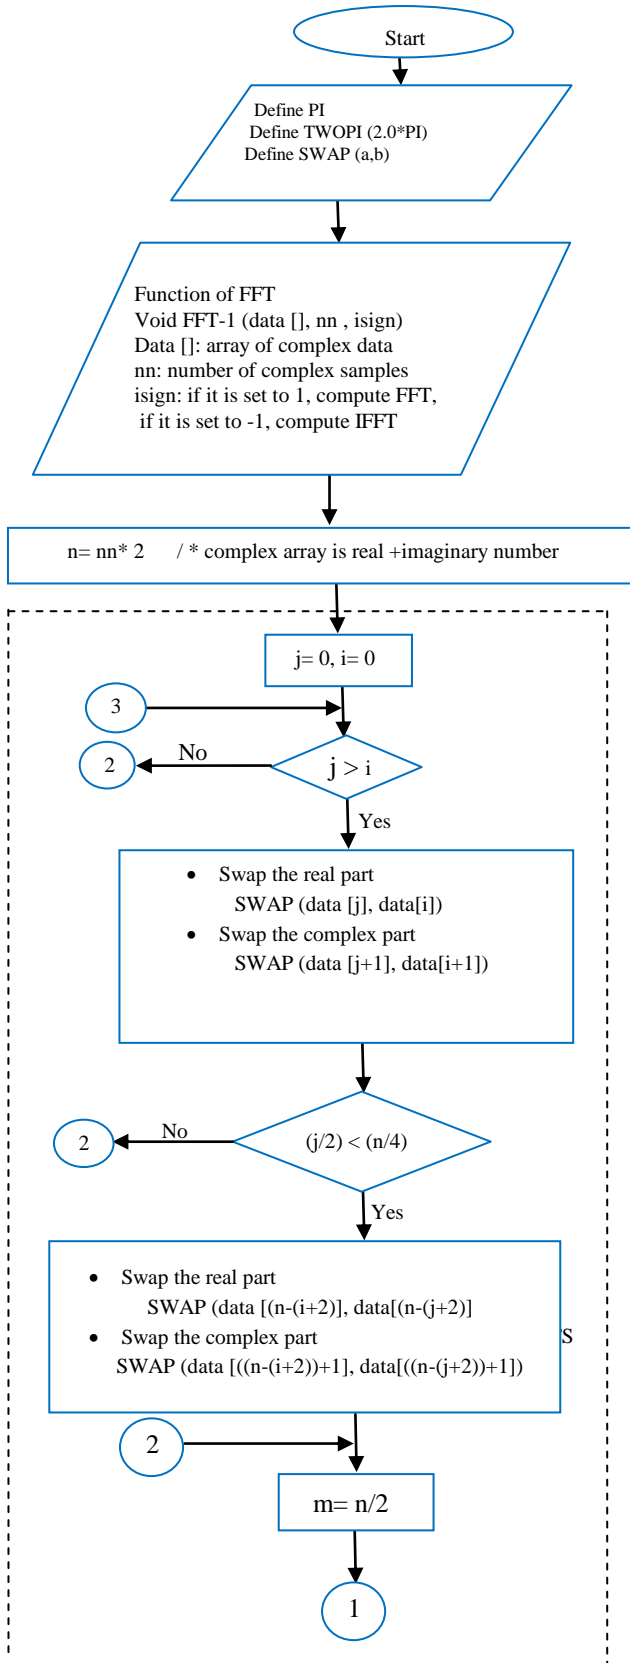 Start
Define PI
Define TWOPI (2.0*PI)
Define SWAP (a,b)
Function of FFT
Void FFT-1 (data [], nn , isign)
Data []: array of complex data
nn: number of complex samples
isign: if it is set to 1, compute FFT,
if it is set to -1, compute IFFT
n= nn* 2 / * complex array is real +imaginary number
j= 0, i= 0
3
j > i
No
2
Yes
• Swap the real part
SWAP (data [j], data[i])
• Swap the complex part
SWAP (data [j+1], data[i+1])
(j/2) < (n/4)
No
2
Yes
• Swap the real part
SWAP (data [(n-(i+2)], data[(n-(j+2)]
• Swap the complex part
SWAP (data [((n-(i+2))+1], data[((n-(j+2))+1])
2
m= n/2
1